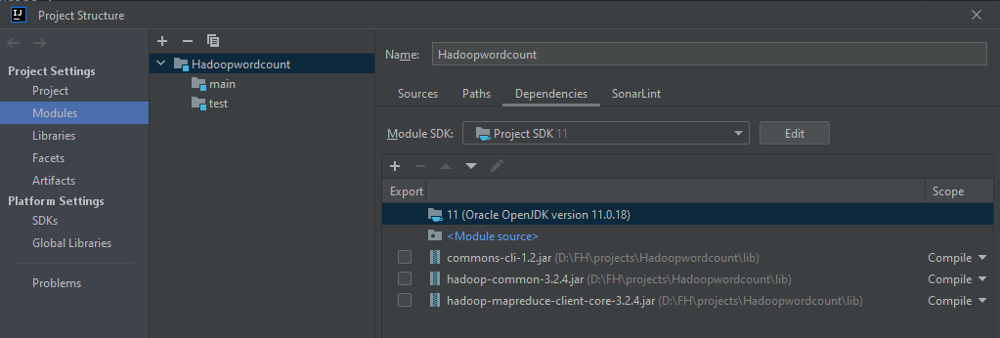 IJ Project Structure
Project Settings
Project
Modules
Libraries
Facets
Artifacts
Platform Settings
SDKs
Global Libraries
Problems
Hadoopwordcount
main
test
Name: Hadoopwordcount
Sources Paths Dependencies SonarLint
Module SDK: Project SDK 11 Edit
Export Scope
11 (Oracle OpenJDK version 11.0.18)
<Module source>
commons-cli-1.2.jar (D:\FH\projects\Hadoopwordcount\lib) Compile
hadoop-common-3.2.4.jar (D:\FH\projects\Hadoopwordcount\lib) Compile
hadoop-mapreduce-client-core-3.2.4.jar (D:\FH\projects\Hadoopwordcount\lib) Compile